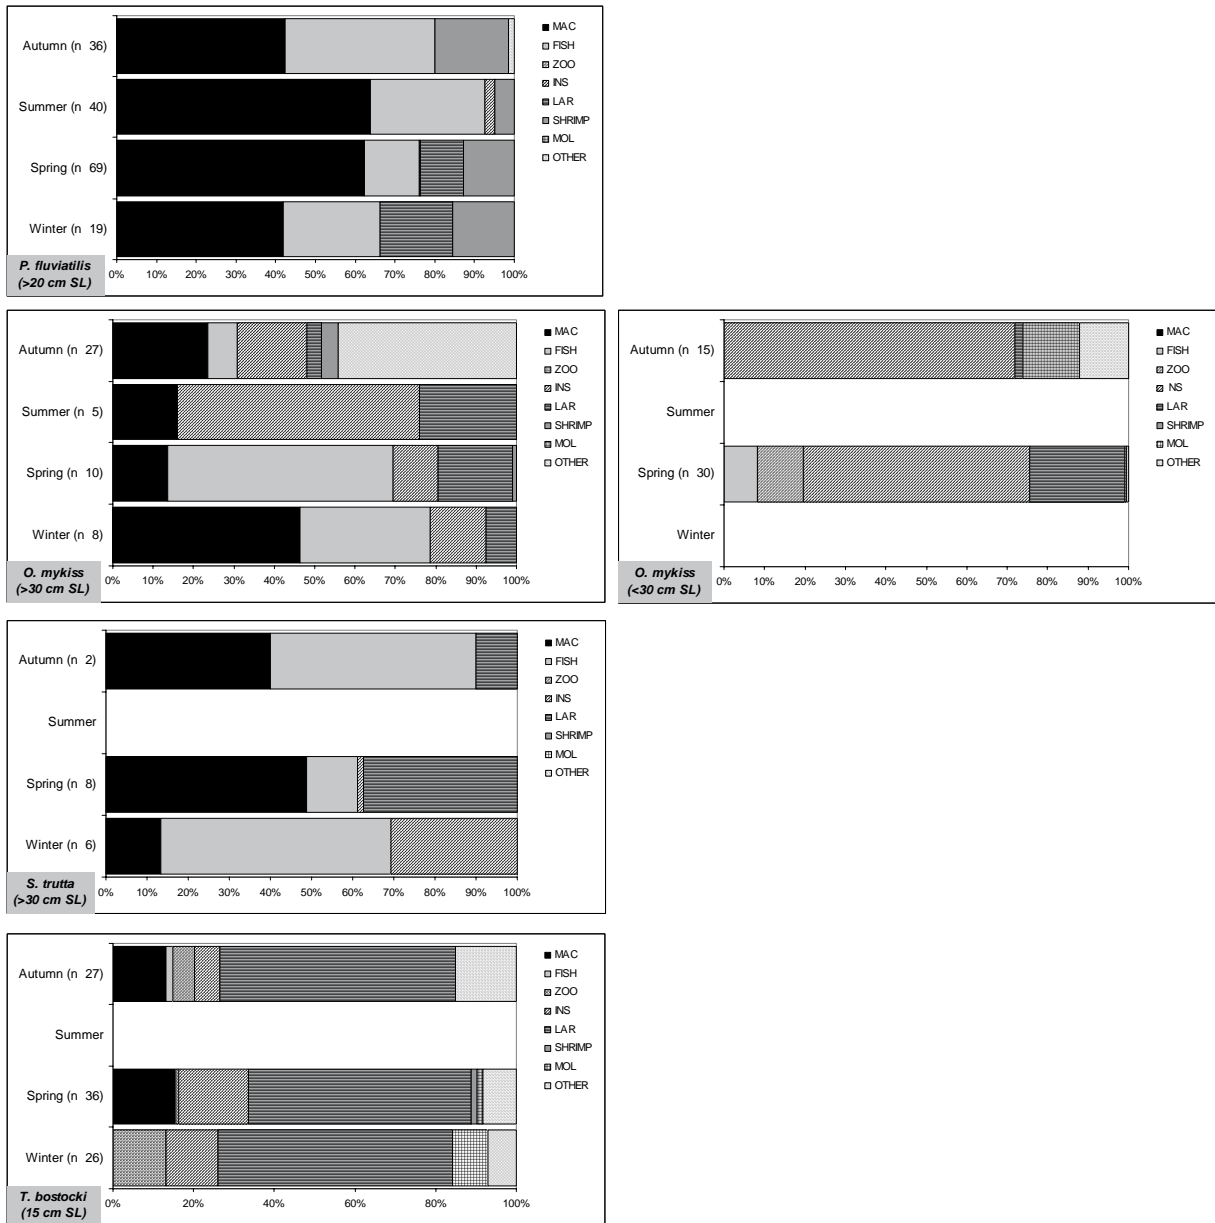 Autumn (n 36)
Summer (n 40)
Spring (n 69)
Winter (n 19)
P. fluviatilis
(>20 cm SL)
0% 10% 20% 30% 40% 50% 60% 70% 80% 90% 100%
MAC
FISH
ZOO
INS
LAR
SHRIMP
MOL
OTHER
Autumn (n 27)
Summer (n 5)
Spring (n 10)
Winter (n 8)
O. mykiss
(>30 cm SL)
0% 10% 20% 30% 40% 50% 60% 70% 80% 90% 100%
MAC
FISH
ZOO
INS
LAR
SHRIMP
MOL
OTHER
Autumn (n 15)
Summer
Spring (n 30)
Winter
O. mykiss
(<30 cm SL)
0% 10% 20% 30% 40% 50% 60% 70% 80% 90% 100%
MAC
FISH
ZOO
NS
LAR
SHRIMP
MOL
OTHER
Autumn (n 2)
Summer
Spring (n 8)
Winter (n 6)
S. trutta
(>30 cm SL)
0% 10% 20% 30% 40% 50% 60% 70% 80% 90% 100%
MAC
FISH
ZOO
INS
LAR
SHRIMP
MOL
OTHER
Autumn (n 27)
Summer
Spring (n 36)
Winter (n 26)
T. bostocki
(15 cm SL)
0% 10% 20% 30% 40% 50% 60% 70% 80% 90% 100%
MAC
FISH
ZOO
INS
LAR
SHRIMP
MOL
OTHER